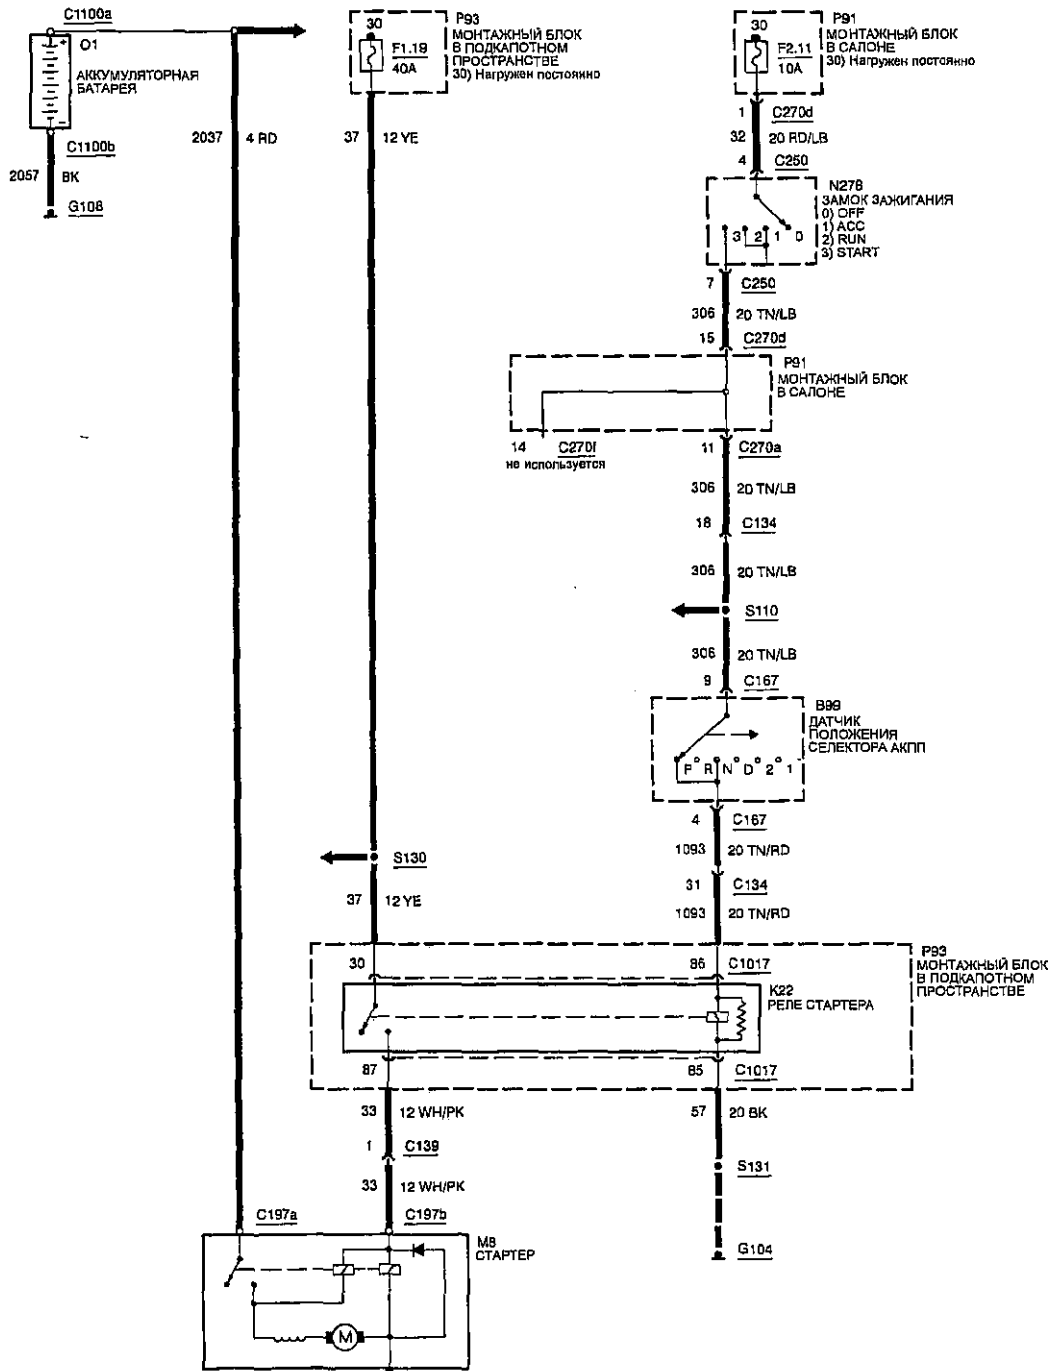 C1100a
O1
АККУМУЛЯТОРНАЯ
БАТАРЕЯ
C1100b
2057 BK
G108
2037 4 RD
30
F1.19
40A
P93
МОНТАЖНЫЙ БЛОК
В ПОДКАПОТНОМ
ПРОСТРАНСТВЕ
30) Нагружен постоянно
37 12 YE
30
F2.11
10A
P91
МОНТАЖНЫЙ БЛОК
В САЛОНЕ
30) Нагружен постоянно
1 C270d
32 20 RD/LB
4 C250
N278
ЗАМОК ЗАЖИГАНИЯ
0) OFF
1) ACC
2) RUN
3) START
3 2 1 0
7 C250
306 20 TN/LB
15 C270d
P91
МОНТАЖНЫЙ БЛОК
В САЛОНЕ
14 C270f
не используется
11 C270a
306 20 TN/LB
18 C134
306 20 TN/LB
S110
306 20 TN/LB
9 C167
B99
ДАТЧИК
ПОЛОЖЕНИЯ
СЕЛЕКТОРА АКПП
P R N D 2 1
4 C167
1093 20 TN/RD
31 C134
1093 20 TN/RD
S130
37 12 YE
P93
МОНТАЖНЫЙ БЛОК
В ПОДКАПОТНОМ
ПРОСТРАНСТВЕ
30
86 C1017
K22
РЕЛЕ СТАРТЕРА
87
85 C1017
33 12 WH/PK
57 20 BK
1 C139
S131
33 12 WH/PK
C197a
C197b
M8
СТАРТЕР
G104
M